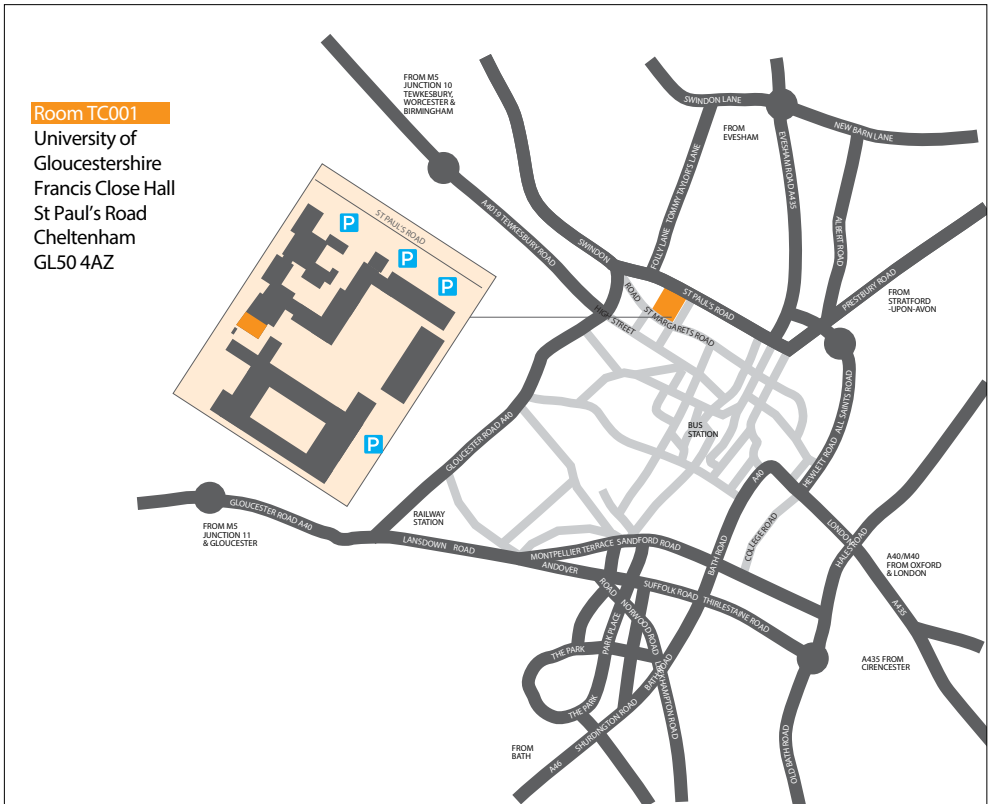 Room TC001
University of
Gloucestershire
Francis Close Hall
St Paul's Road
Cheltenham
GL50 4AZ
FROM M5
JUNCTION 10
TEWKESBURY,
WORCESTER &
BIRMINGHAM
SWINDON LANE
FROM
EVESHAM
NEW BARN LANE
EVESHAM ROAD A435
TOMMY TAYLOR'S LANE
FOLLY LANE
ALBERT ROAD
PRESTBURY ROAD
FROM
STRATFORD
-UPON-AVON
A4019 TEWKESBURY ROAD
SWINDON
ROAD
ST PAUL'S ROAD
P
P
P
P
ST PAUL'S ROAD
ST MARGARETS ROAD
HIGH STREET
BUS
STATION
ALL SAINTS ROAD
HEWLETT ROAD
GLOUCESTER ROAD A40
A40
GLOUCESTER ROAD A40
FROM M5
JUNCTION 11
& GLOUCESTER
RAILWAY
STATION
LANSDOWN ROAD
MONTPELLIER TERRACE
SANDFORD ROAD
BATH ROAD
COLLEGE ROAD
LONDON
HALES ROAD
A40/M40
FROM OXFORD
& LONDON
A435
ANDOVER
ROAD
SUFFOLK ROAD
THIRLESTAINE ROAD
NORWOOD ROAD
PARK PLACE
THE PARK
THE PARK
BATH ROAD
LECKHAMPTON ROAD
SHURDINGTON ROAD
A46
FROM
BATH
A435 FROM
CIRENCESTER
OLD BATH ROAD